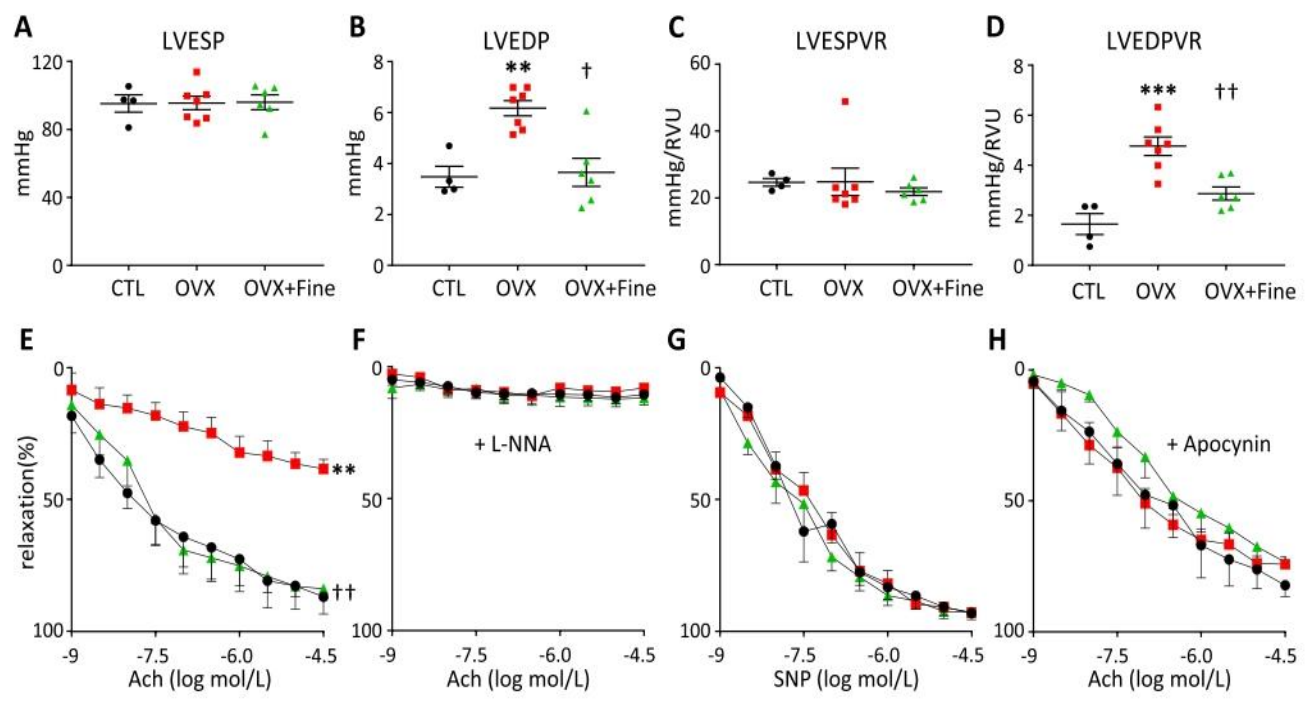 A
LVESP
mmHg
120
80
40
0
CTL
OVX
OVX+Fine
B
LVEDP
mmHg
8
6
4
2
0
**
†
CTL
OVX
OVX+Fine
C
LVESPVR
mmHg/RVU
60
40
20
0
CTL
OVX
OVX+Fine
D
LVEDPVR
mmHg/RVU
8
6
4
2
0
***
††
CTL
OVX
OVX+Fine
E
relaxation(%)
0
50
100
**
††
-9
-7.5
-6.0
-4.5
Ach (log mol/L)
F
0
50
100
+ L-NNA
-9
-7.5
-6.0
-4.5
Ach (log mol/L)
G
0
50
100
-9
-7.5
-6.0
-4.5
SNP (log mol/L)
H
0
50
100
+ Apocynin
-9
-7.5
-6.0
-4.5
Ach (log mol/L)